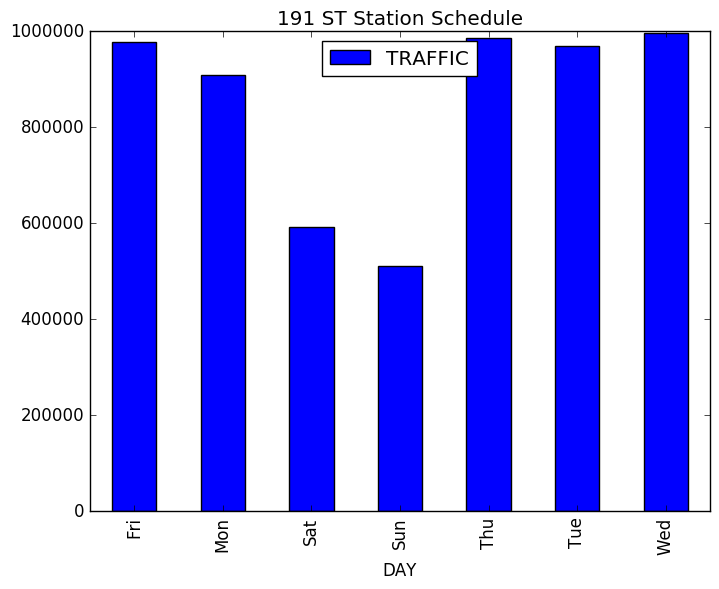 191 ST Station Schedule
1000000
TRAFFIC
800000
600000
400000
200000
0
Fri
Mon
Sat
Sun
Thu
Tue
Wed
DAY